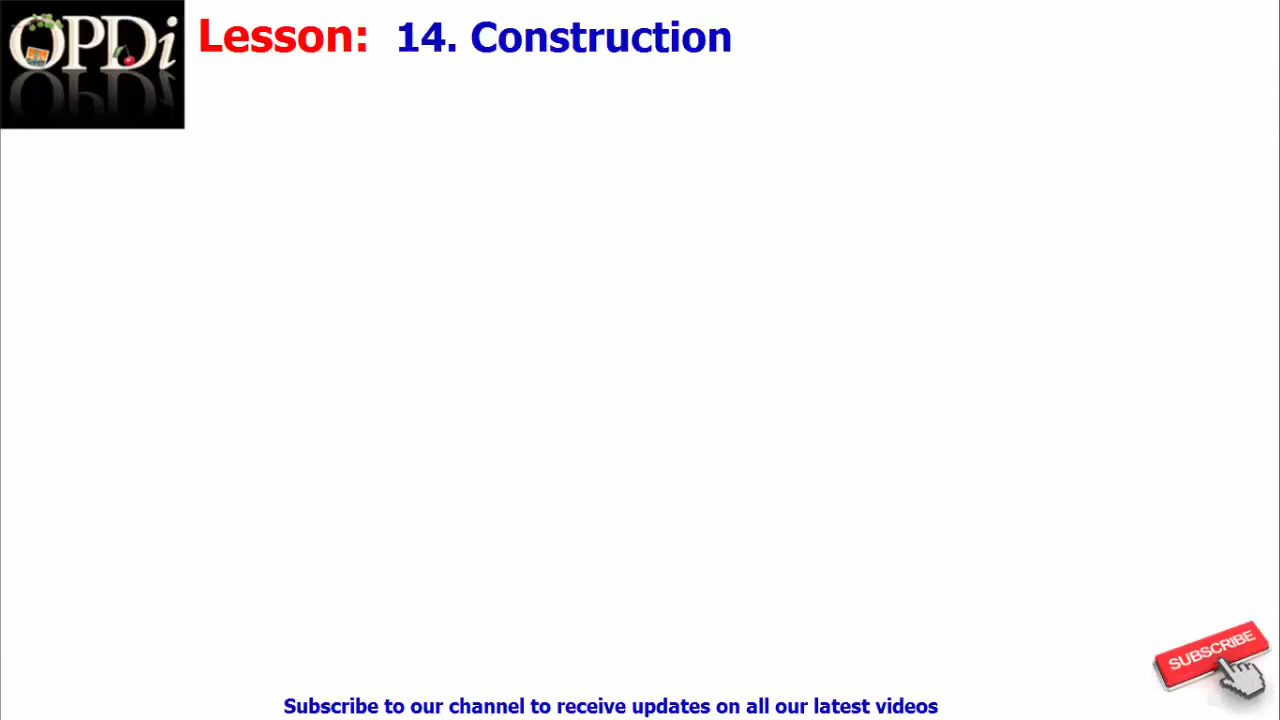 OPDi
Lesson: 14. Construction
SUBSCRIBE
Subscribe to our channel to receive updates on all our latest videos